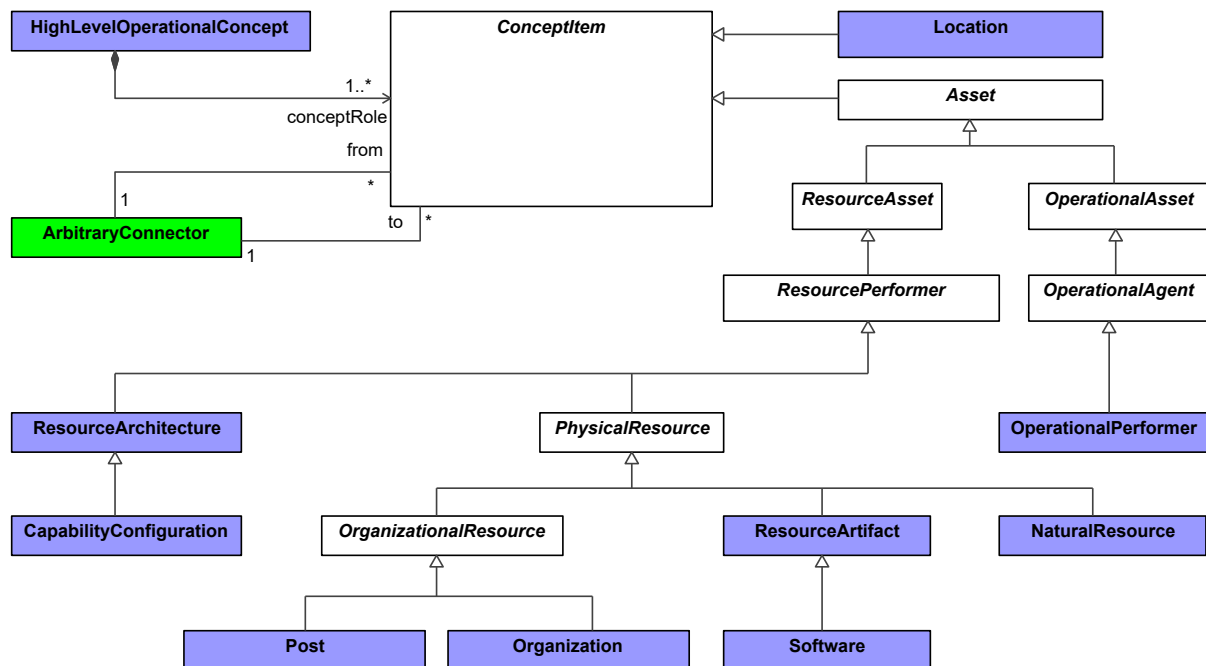 HighLevelOperationalConcept
ConceptItem
Location
1..*
conceptRole
Asset
from
*
1
to
*
ArbitraryConnector
1
ResourceAsset
OperationalAsset
ResourcePerformer
OperationalAgent
ResourceArchitecture
PhysicalResource
OperationalPerformer
CapabilityConfiguration
OrganizationalResource
ResourceArtifact
NaturalResource
Post
Organization
Software